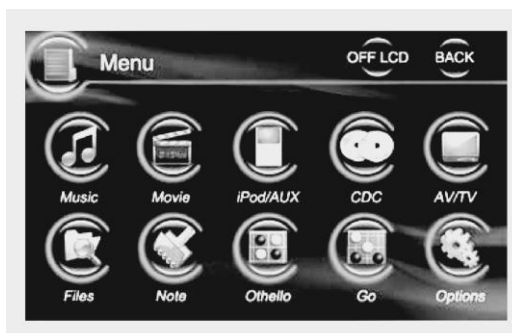 Menu OFF LCD BACK
Music Movie iPod/AUX CDC AV/TV
Files Note Othello Go Options